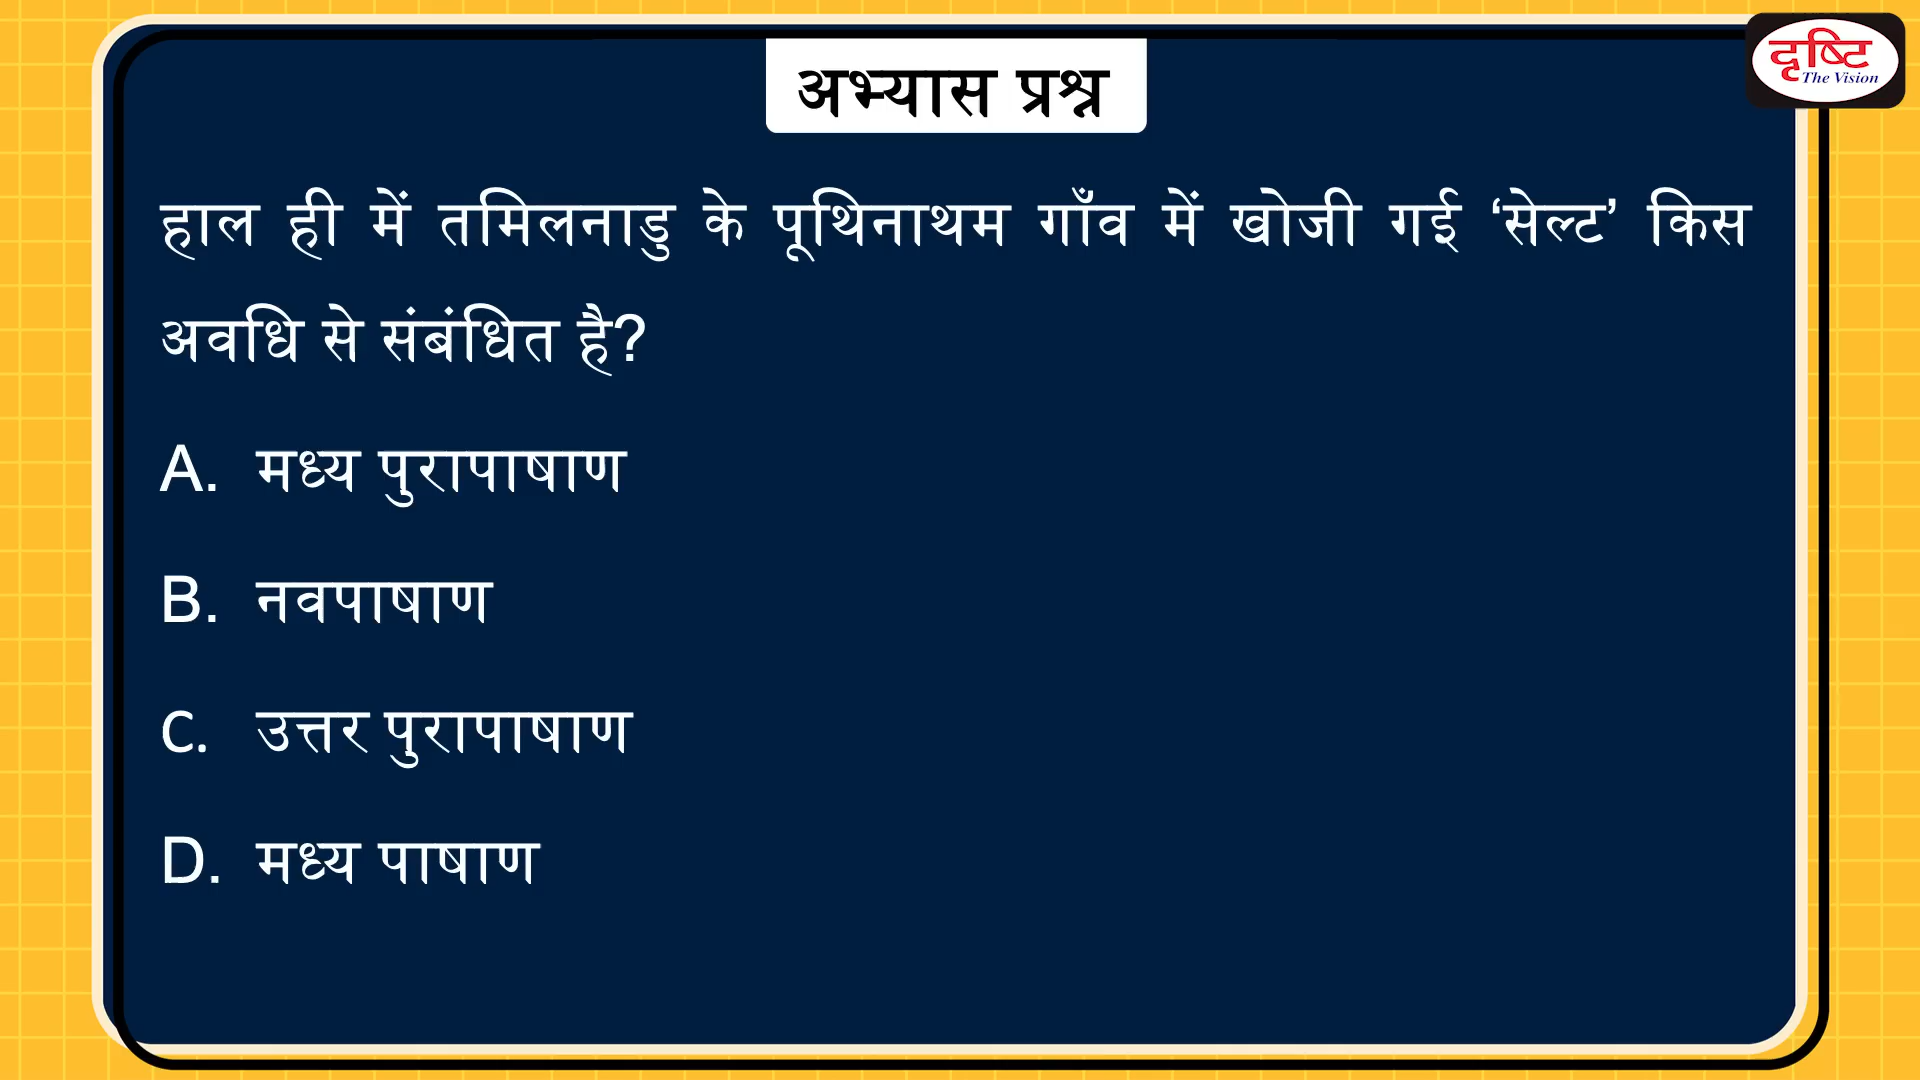 दृष्टि
The Vision
अभ्यास प्रश्न
हाल ही में तमिलनाडु के पूथिनाथम गाँव में खोजी गई ‘सेल्ट’ किस
अवधि से संबंधित है?
A. मध्य पुरापाषाण
B. नवपाषाण
C. उत्तर पुरापाषाण
D. मध्य पाषाण